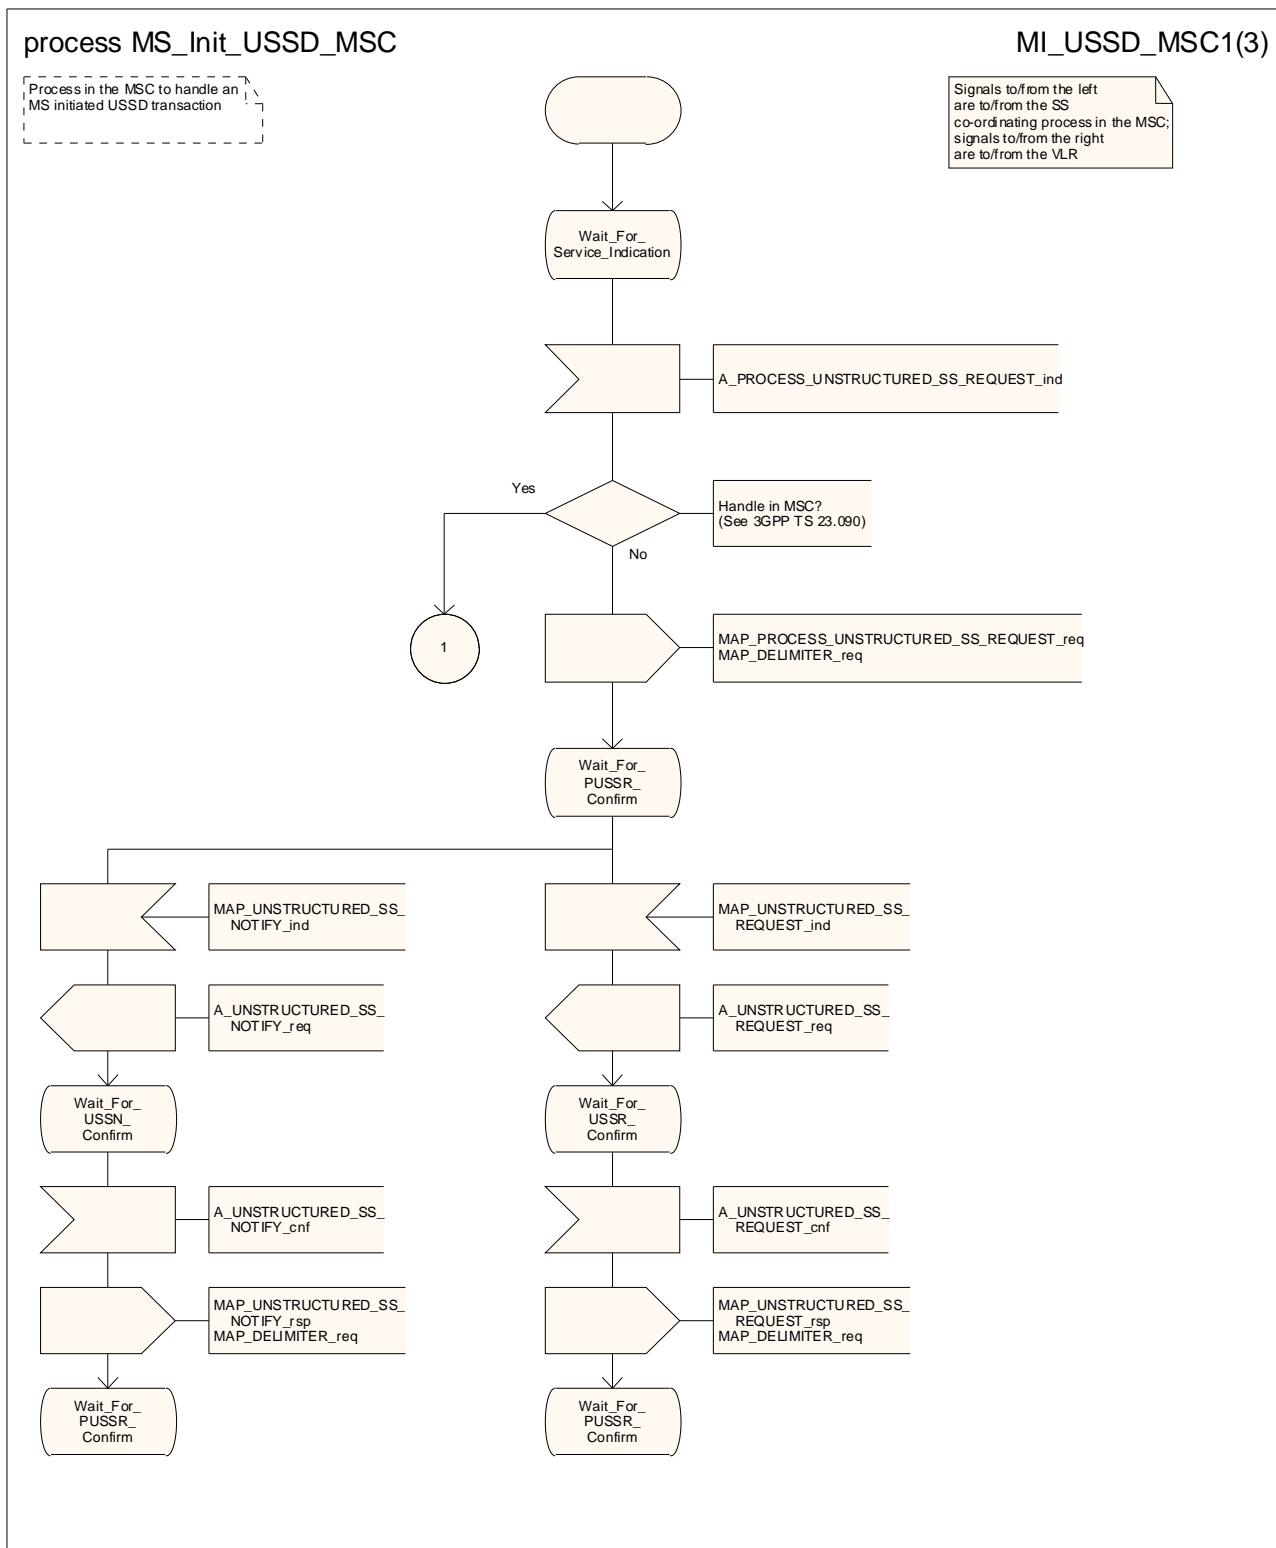 process MS_Init_USSD_MSC
MI_USSD_MSC1(3)
Process in the MSC to handle an
MS initiated USSD transaction
Signals to/from the left
are to/from the SS
co-ordinating process in the MSC;
signals to/from the right
are to/from the VLR
Wait_For_
Service_Indication
A_PROCESS_UNSTRUCTURED_SS_REQUEST_ind
Yes
Handle in MSC?
(See 3GPP TS 23.090)
No
1
MAP_PROCESS_UNSTRUCTURED_SS_REQUEST_req
MAP_DELIMITER_req
Wait_For_
PUSSR_
Confirm
MAP_UNSTRUCTURED_SS_
NOTIFY_ind
MAP_UNSTRUCTURED_SS_
REQUEST_ind
A_UNSTRUCTURED_SS_
NOTIFY_req
A_UNSTRUCTURED_SS_
REQUEST_req
Wait_For_
USSN_
Confirm
Wait_For_
USSR_
Confirm
A_UNSTRUCTURED_SS_
NOTIFY_cnf
A_UNSTRUCTURED_SS_
REQUEST_cnf
MAP_UNSTRUCTURED_SS_
NOTIFY_rsp
MAP_DELIMITER_req
MAP_UNSTRUCTURED_SS_
REQUEST_rsp
MAP_DELIMITER_req
Wait_For_
PUSSR_
Confirm
Wait_For_
PUSSR_
Confirm